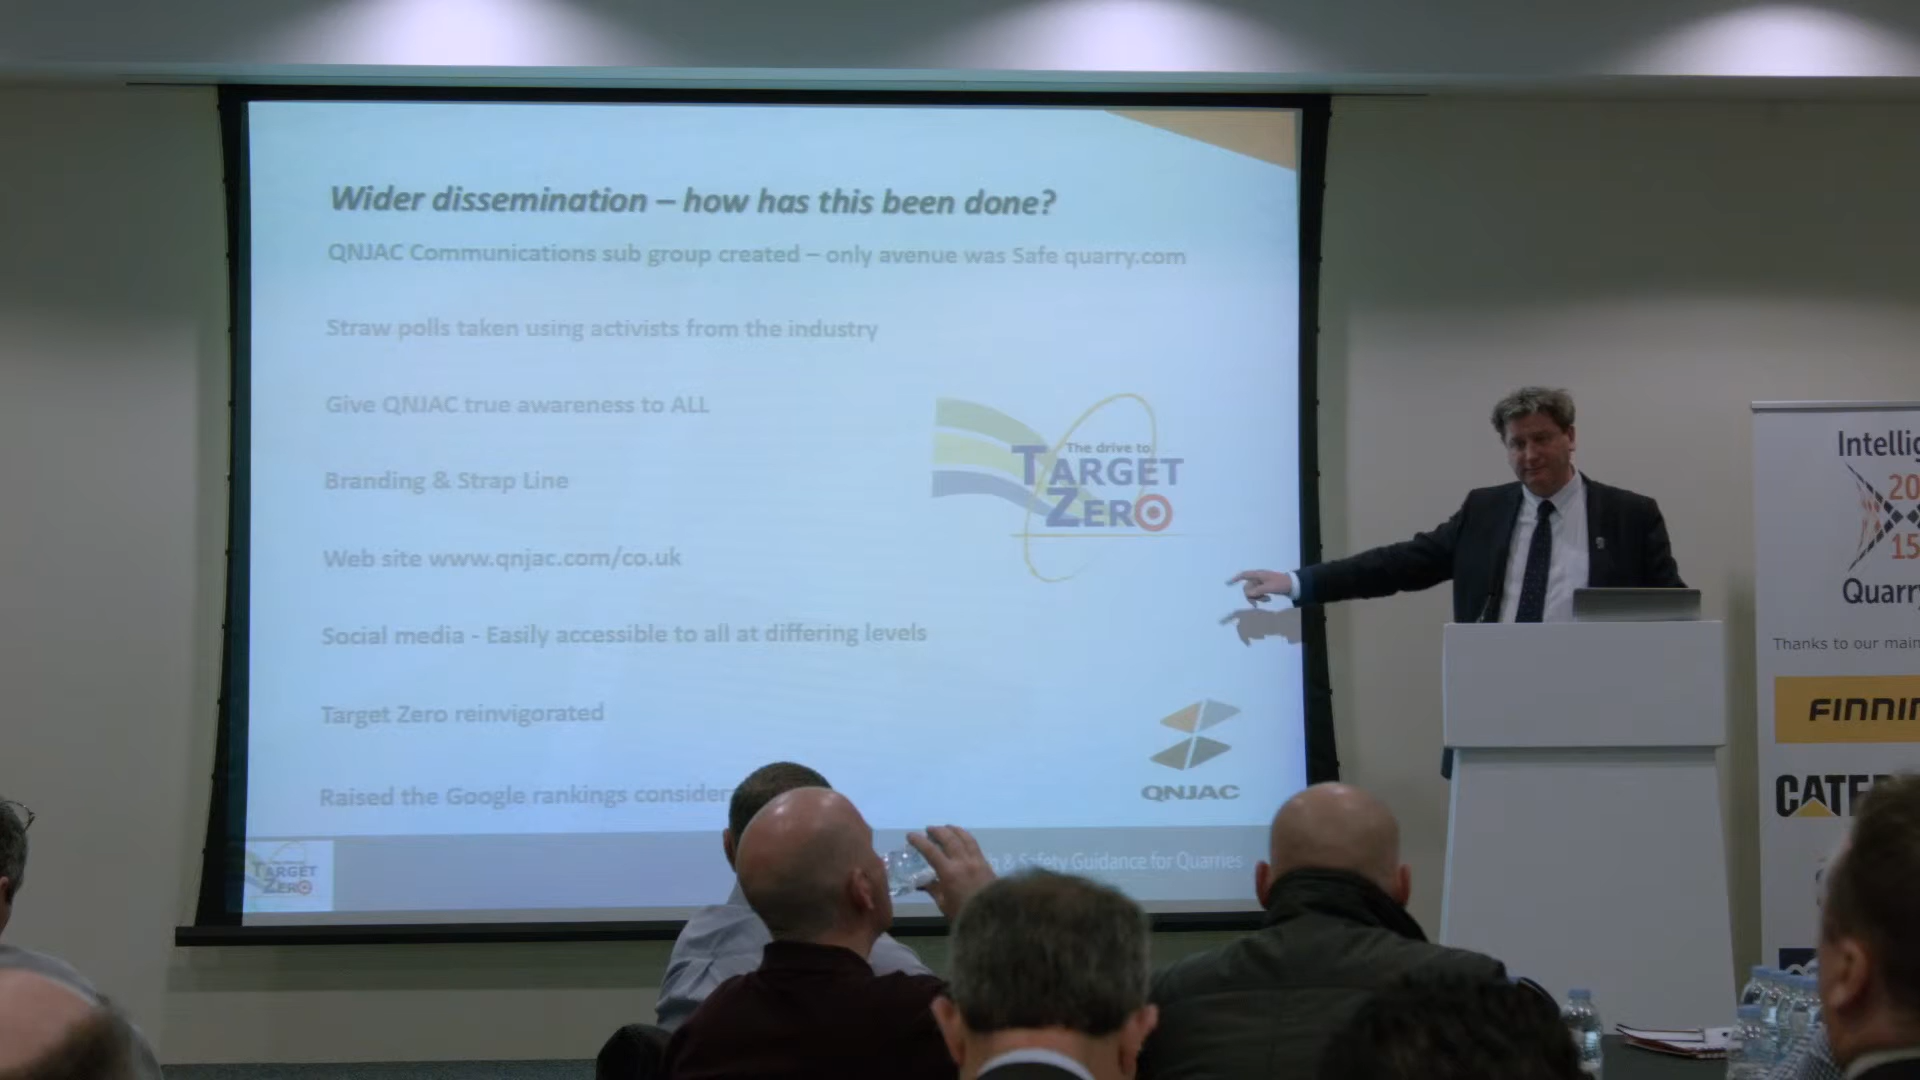 Wider dissemination – how has this been done?
QNJAC Communications sub group created – only avenue was Safe quarry.com
Straw polls taken using activists from the industry
Give QNJAC true awareness to ALL
Branding & Strap Line
Web site www.qnjac.com/co.uk
Social media - Easily accessible to all at differing levels
Target Zero reinvigorated
Raised the Google rankings consider
The drive to
TARGET
ZERO
QNJAC
& Safety Guidance for Quarries
TARGET
ZERO
Intellig
20
15
Quarry
Thanks to our main
FINNIN
CATE